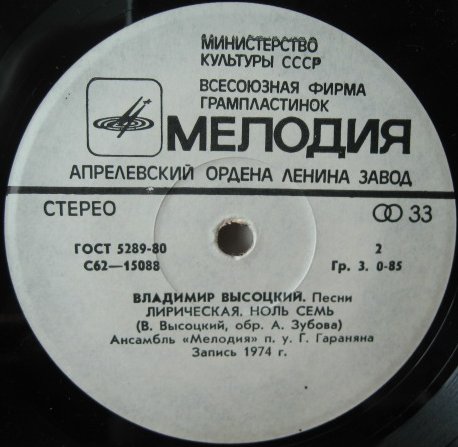 МИНИСТЕРСТВО
КУЛЬТУРЫ СССР
ВСЕСОЮЗНАЯ ФИРМА
ГРАМПЛАСТИНОК
МЕЛОДИЯ
АПРЕЛЕВСКИЙ ОРДЕНА ЛЕНИНА ЗАВОД
СТЕРЕО 33
ГОСТ 5289-80 2
С62—15088 Гр. 3. 0-85
ВЛАДИМИР ВЫСОЦКИЙ. Песни
ЛИРИЧЕСКАЯ. НОЛЬ СЕМЬ
(В. Высоцкий, обр. А. Зубова)
Ансамбль «Мелодия» п. у. Г. Гараняна
Запись 1974 г.